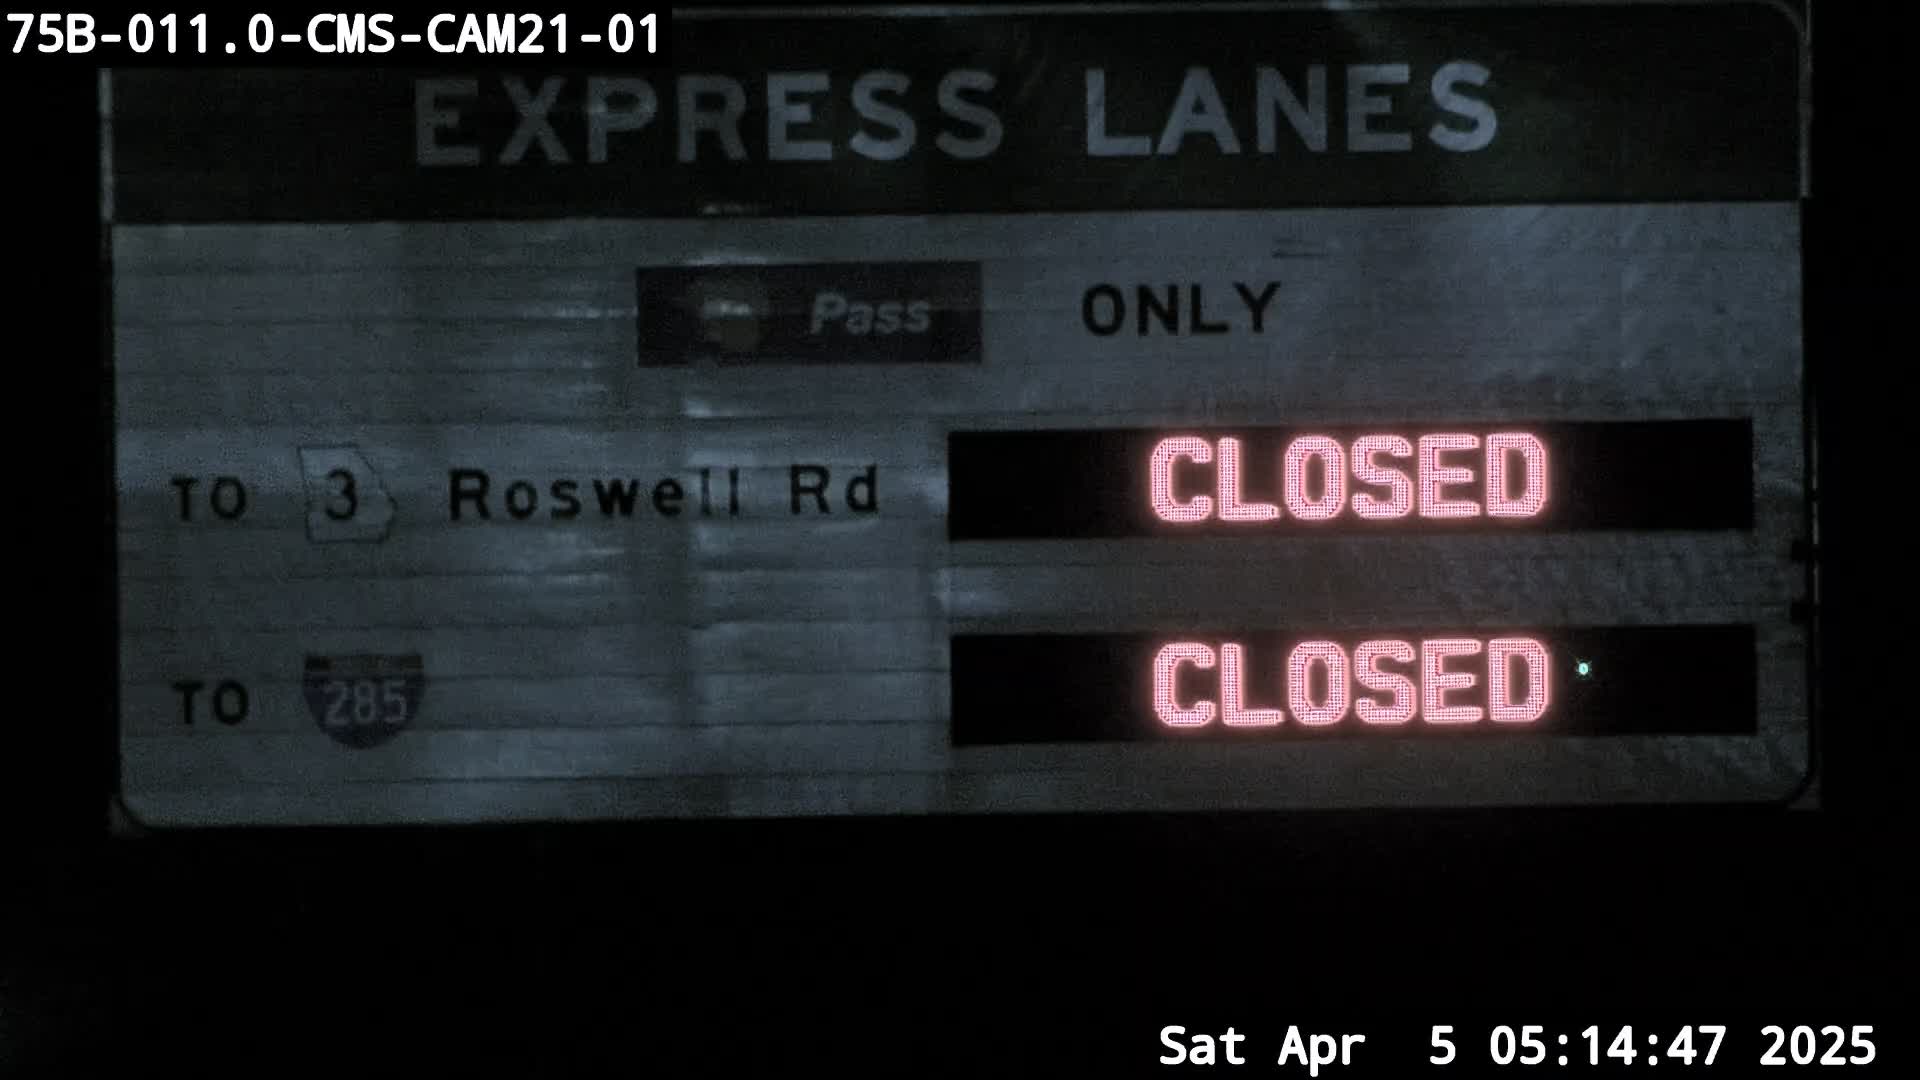 75B-011.0-CMS-CAM21-01
EXPRESS LANES
Pass ONLY
TO 3 Roswell Rd CLOSED
TO 285 CLOSED
Sat Apr 5 05:14:47 2025